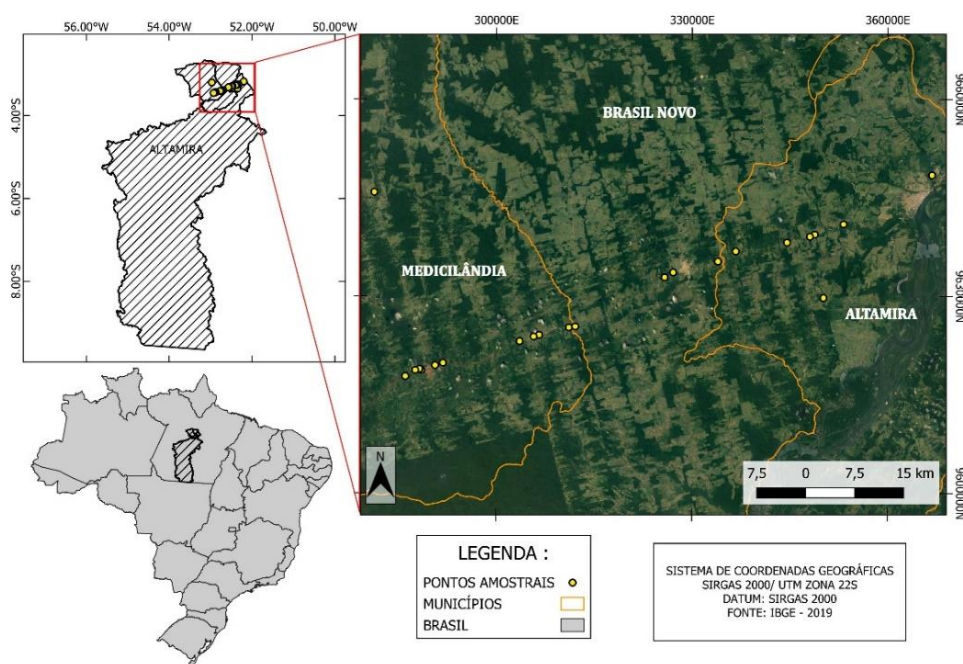 56.00°W 54.00°W 52.00°W 50.00°W
4.00°S
6.00°S
8.00°S
ALTAMIRA
300000E 330000E 360000E
9660000N
9630000N
9600000N
BRASIL NOVO
MEDICILÂNDIA
ALTAMIRA
N
7,5 0 7,5 15 km
LEGENDA :
PONTOS AMOSTRAIS
MUNICÍPIOS
BRASIL
SISTEMA DE COORDENADAS GEOGRÁFICAS
SIRGAS 2000/ UTM ZONA 22S
DATUM: SIRGAS 2000
FONTE: IBGE - 2019